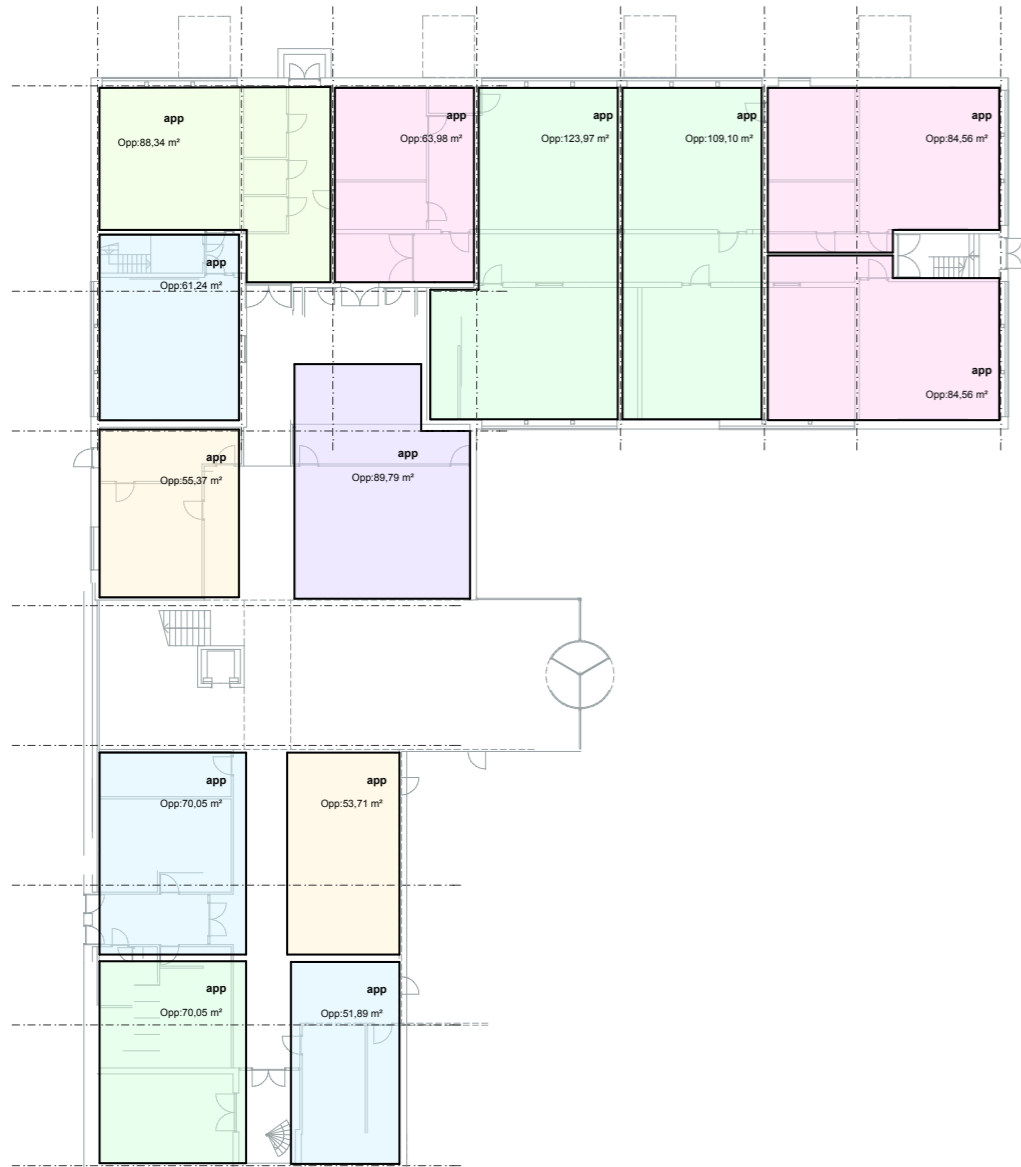 app
Opp:88,34 m²
app
Opp:63,98 m²
app
Opp:123,97 m²
app
Opp:109,10 m²
app
Opp:84,56 m²
app
Opp:61,24 m²
app
Opp:84,56 m²
app
Opp:55,37 m²
app
Opp:89,79 m²
app
Opp:70,05 m²
app
Opp:53,71 m²
app
Opp:70,05 m²
app
Opp:51,89 m²